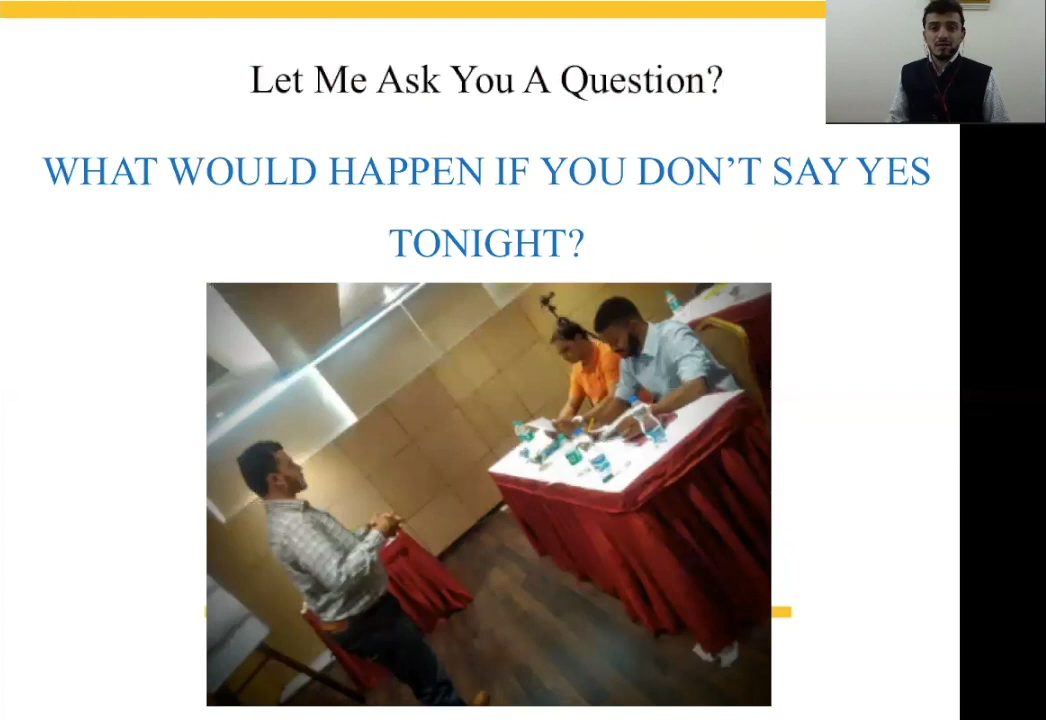 Let Me Ask You A Question?
WHAT WOULD HAPPEN IF YOU DON’T SAY YES
TONIGHT?